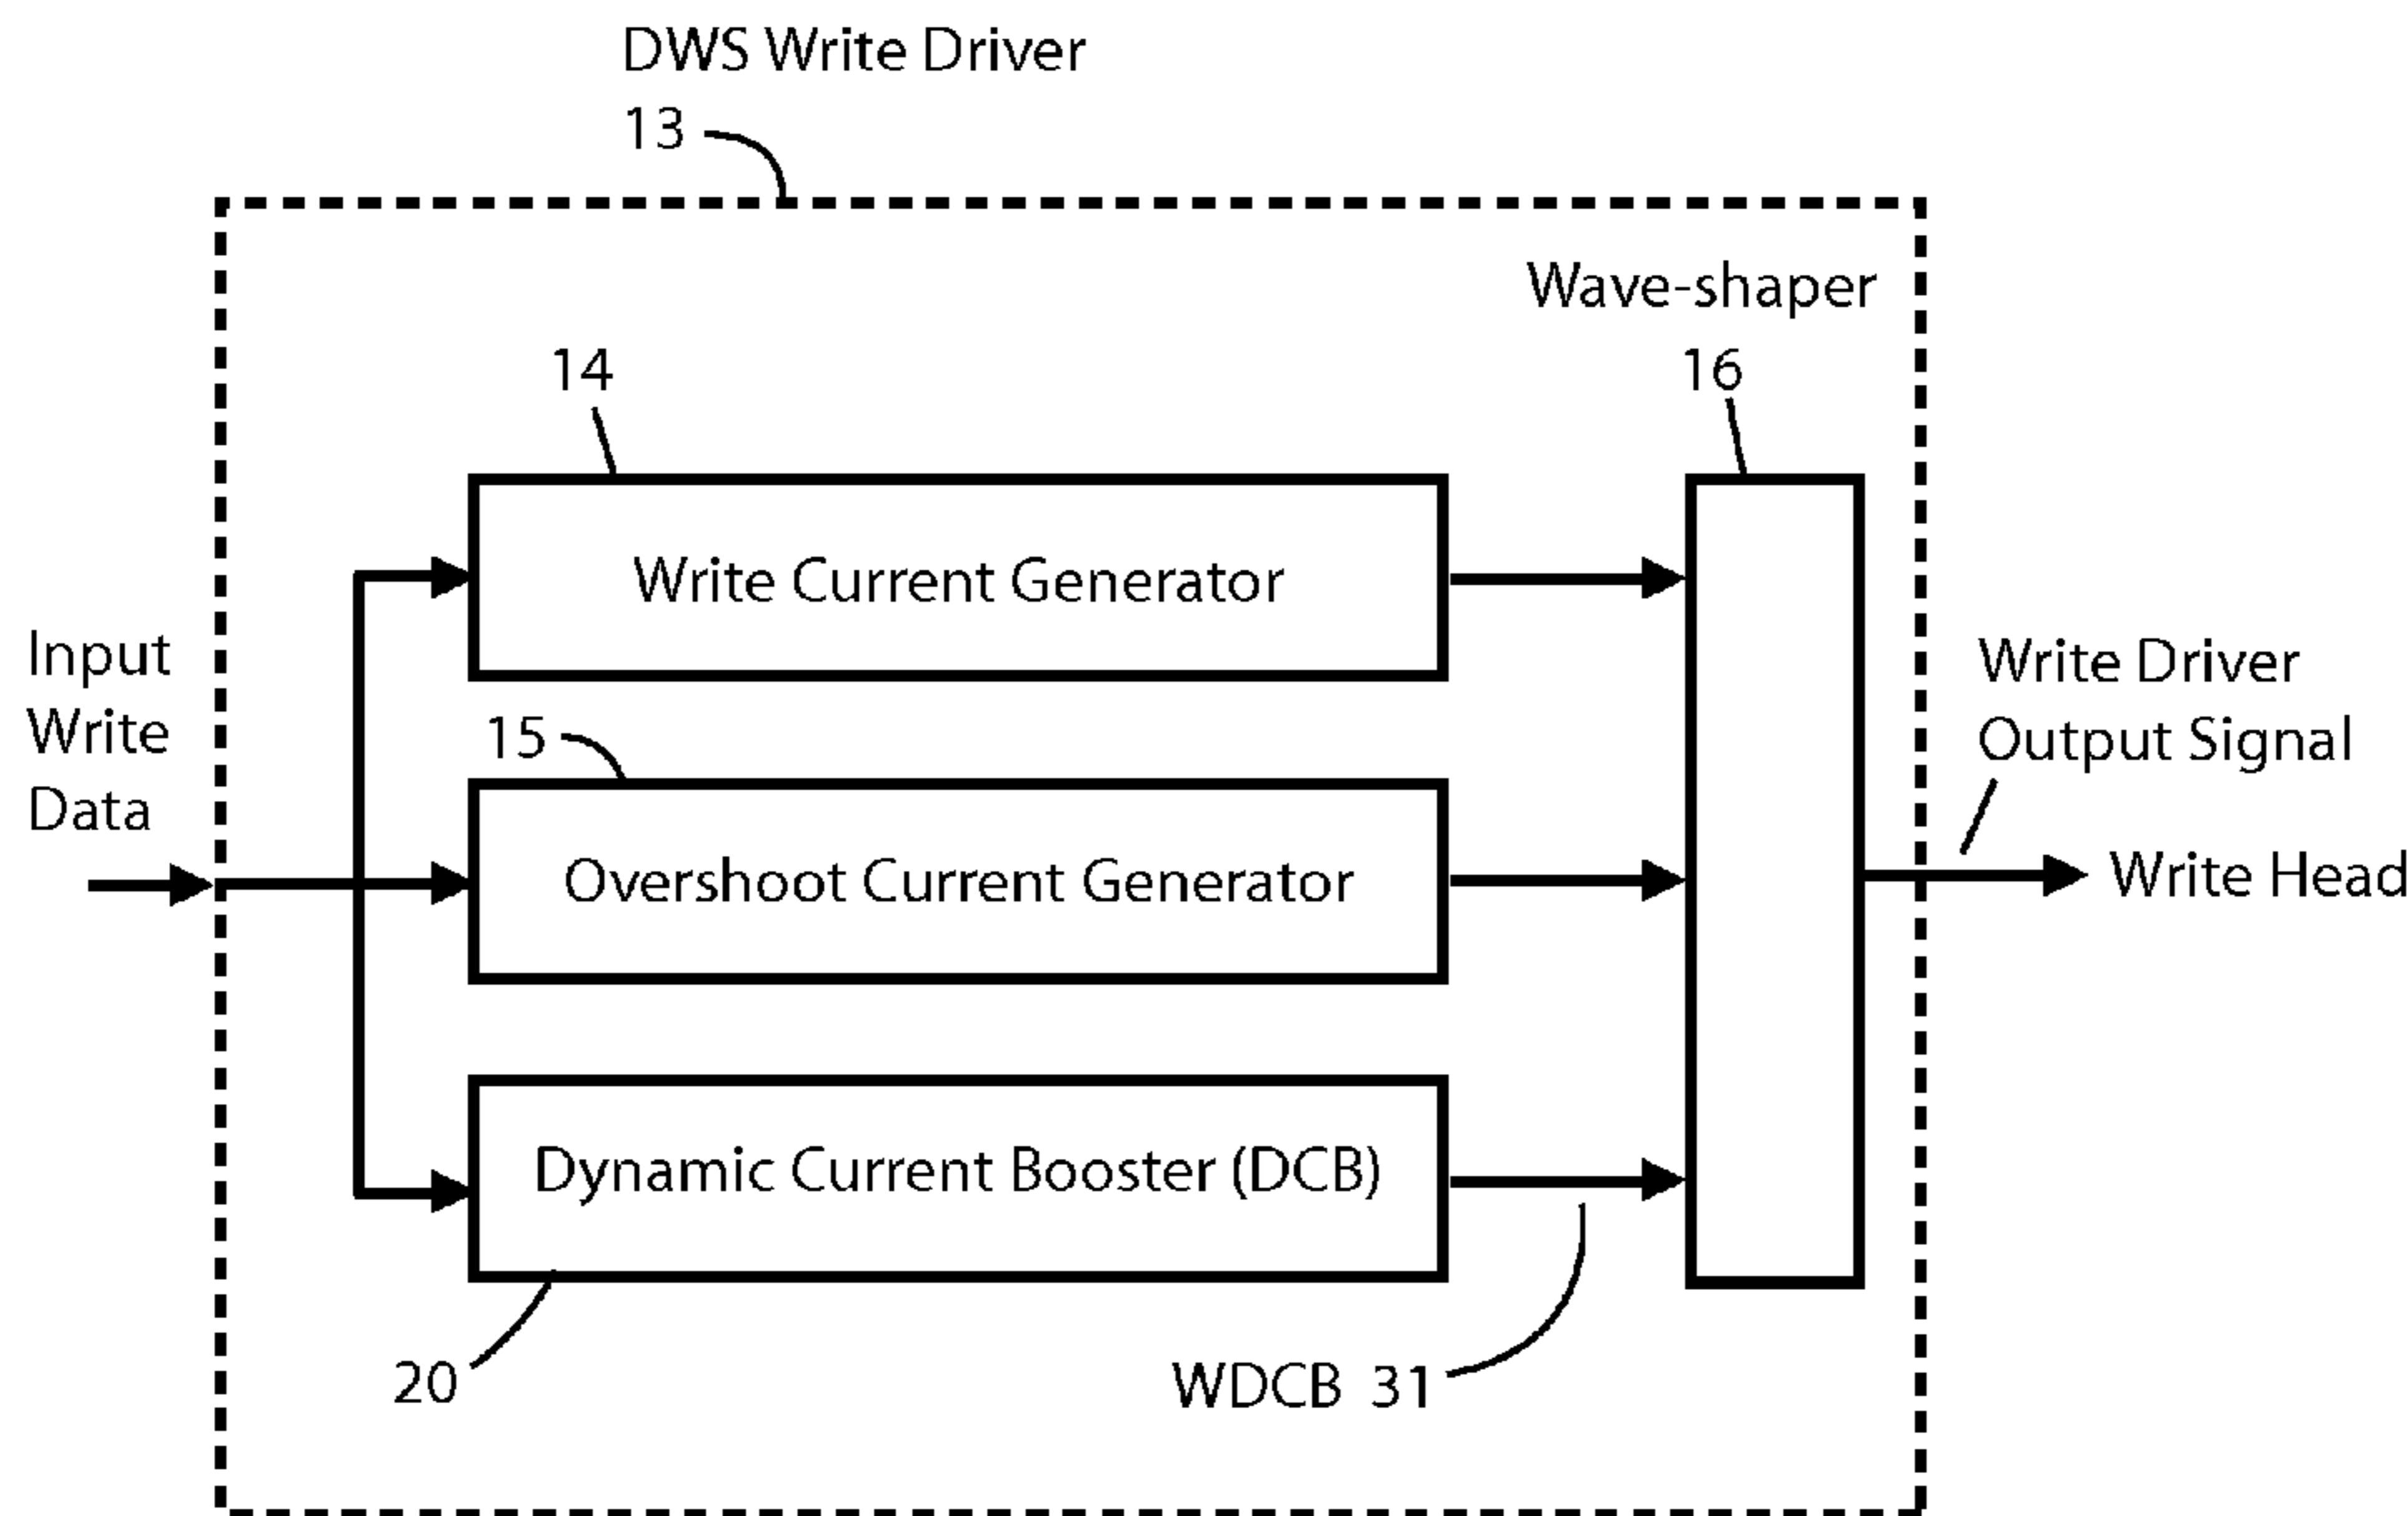 DWS Write Driver
13
Wave-shaper
14
16
Write Current Generator
Input
Write
Data
Write Driver
Output Signal
15
Overshoot Current Generator
Write Head
Dynamic Current Booster (DCB)
20
WDCB 31